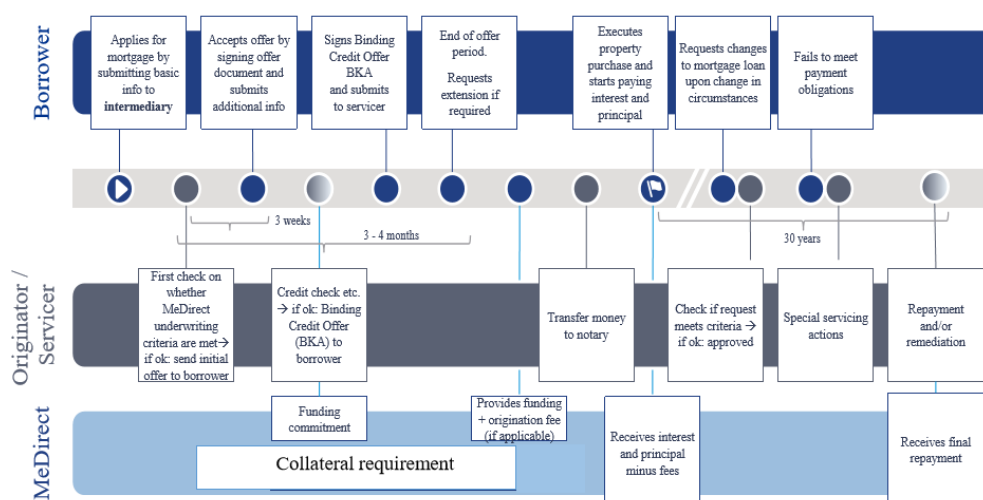 Borrower
Applies for
mortgage by
submitting basic
info to
intermediary
Accepts offer by
signing offer
document and
submits
additional info
Signs Binding
Credit Offer
BKA
and submits
to servicer
End of offer
period.
Requests
extension if
required
Executes
property
purchase and
starts paying
interest and
principal
Requests changes
to mortgage loan
upon change in
circumstances
Fails to meet
payment
obligations
3 weeks
3 - 4 months
30 years
Originator /
Servicer
First check on
whether
MeDirect
underwriting
criteria are met→
if ok: send initial
offer to borrower
Credit check etc.
→ if ok: Binding
Credit Offer
(BKA) to
borrower
Transfer money
to notary
Check if request
meets criteria →
if ok: approved
Special servicing
actions
Repayment
and/or
remediation
MeDirect
Funding
commitment
Provides funding
+ origination fee
(if applicable)
Receives interest
and principal
minus fees
Receives final
repayment
Collateral requirement